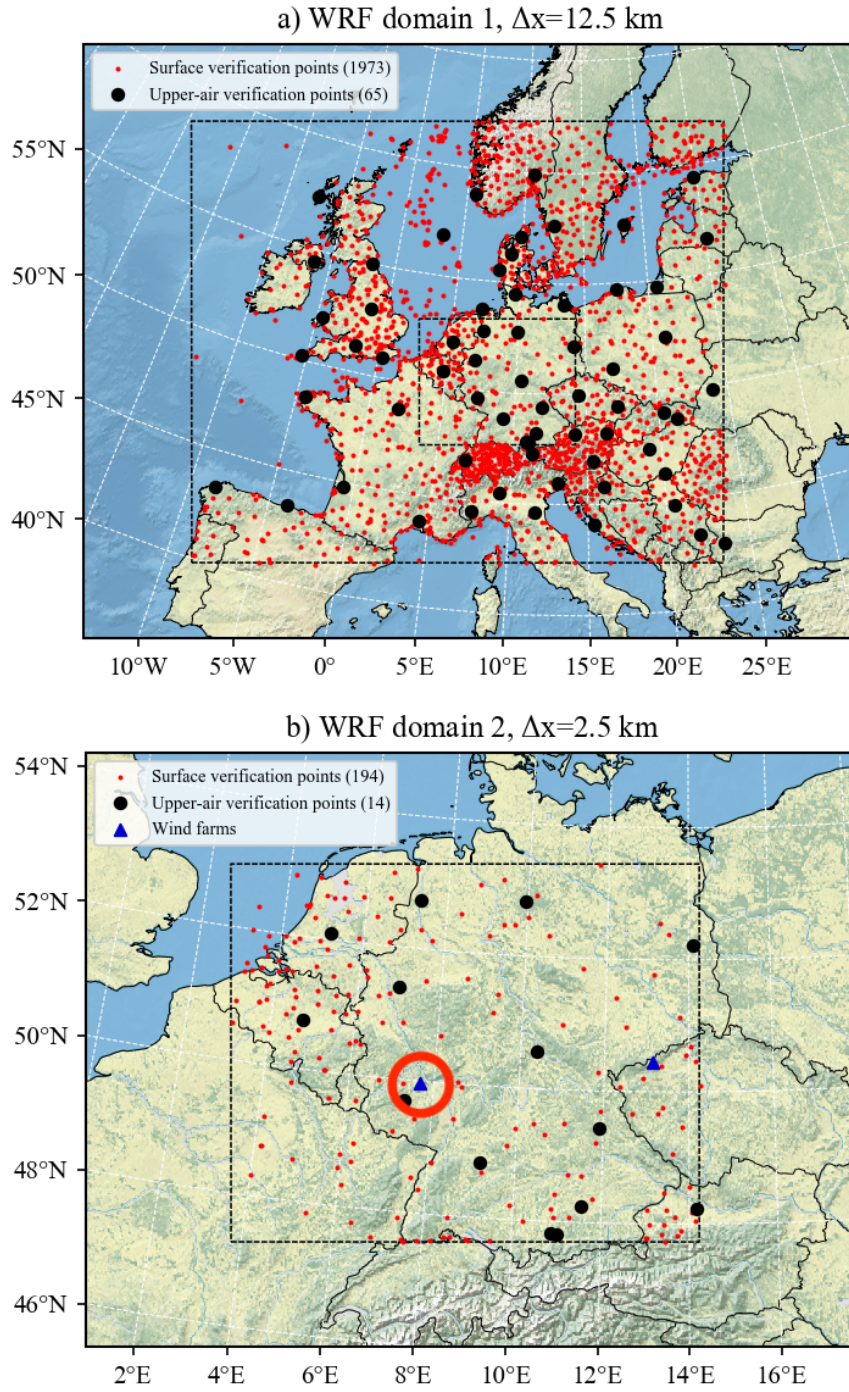 a) WRF domain 1, Δx=12.5 km
Surface verification points (1973)
Upper-air verification points (65)
55°N
50°N
45°N
40°N
10°W 5°W 0° 5°E 10°E 15°E 20°E 25°E
b) WRF domain 2, Δx=2.5 km
Surface verification points (194)
Upper-air verification points (14)
Wind farms
54°N
52°N
50°N
48°N
46°N
2°E 4°E 6°E 8°E 10°E 12°E 14°E 16°E